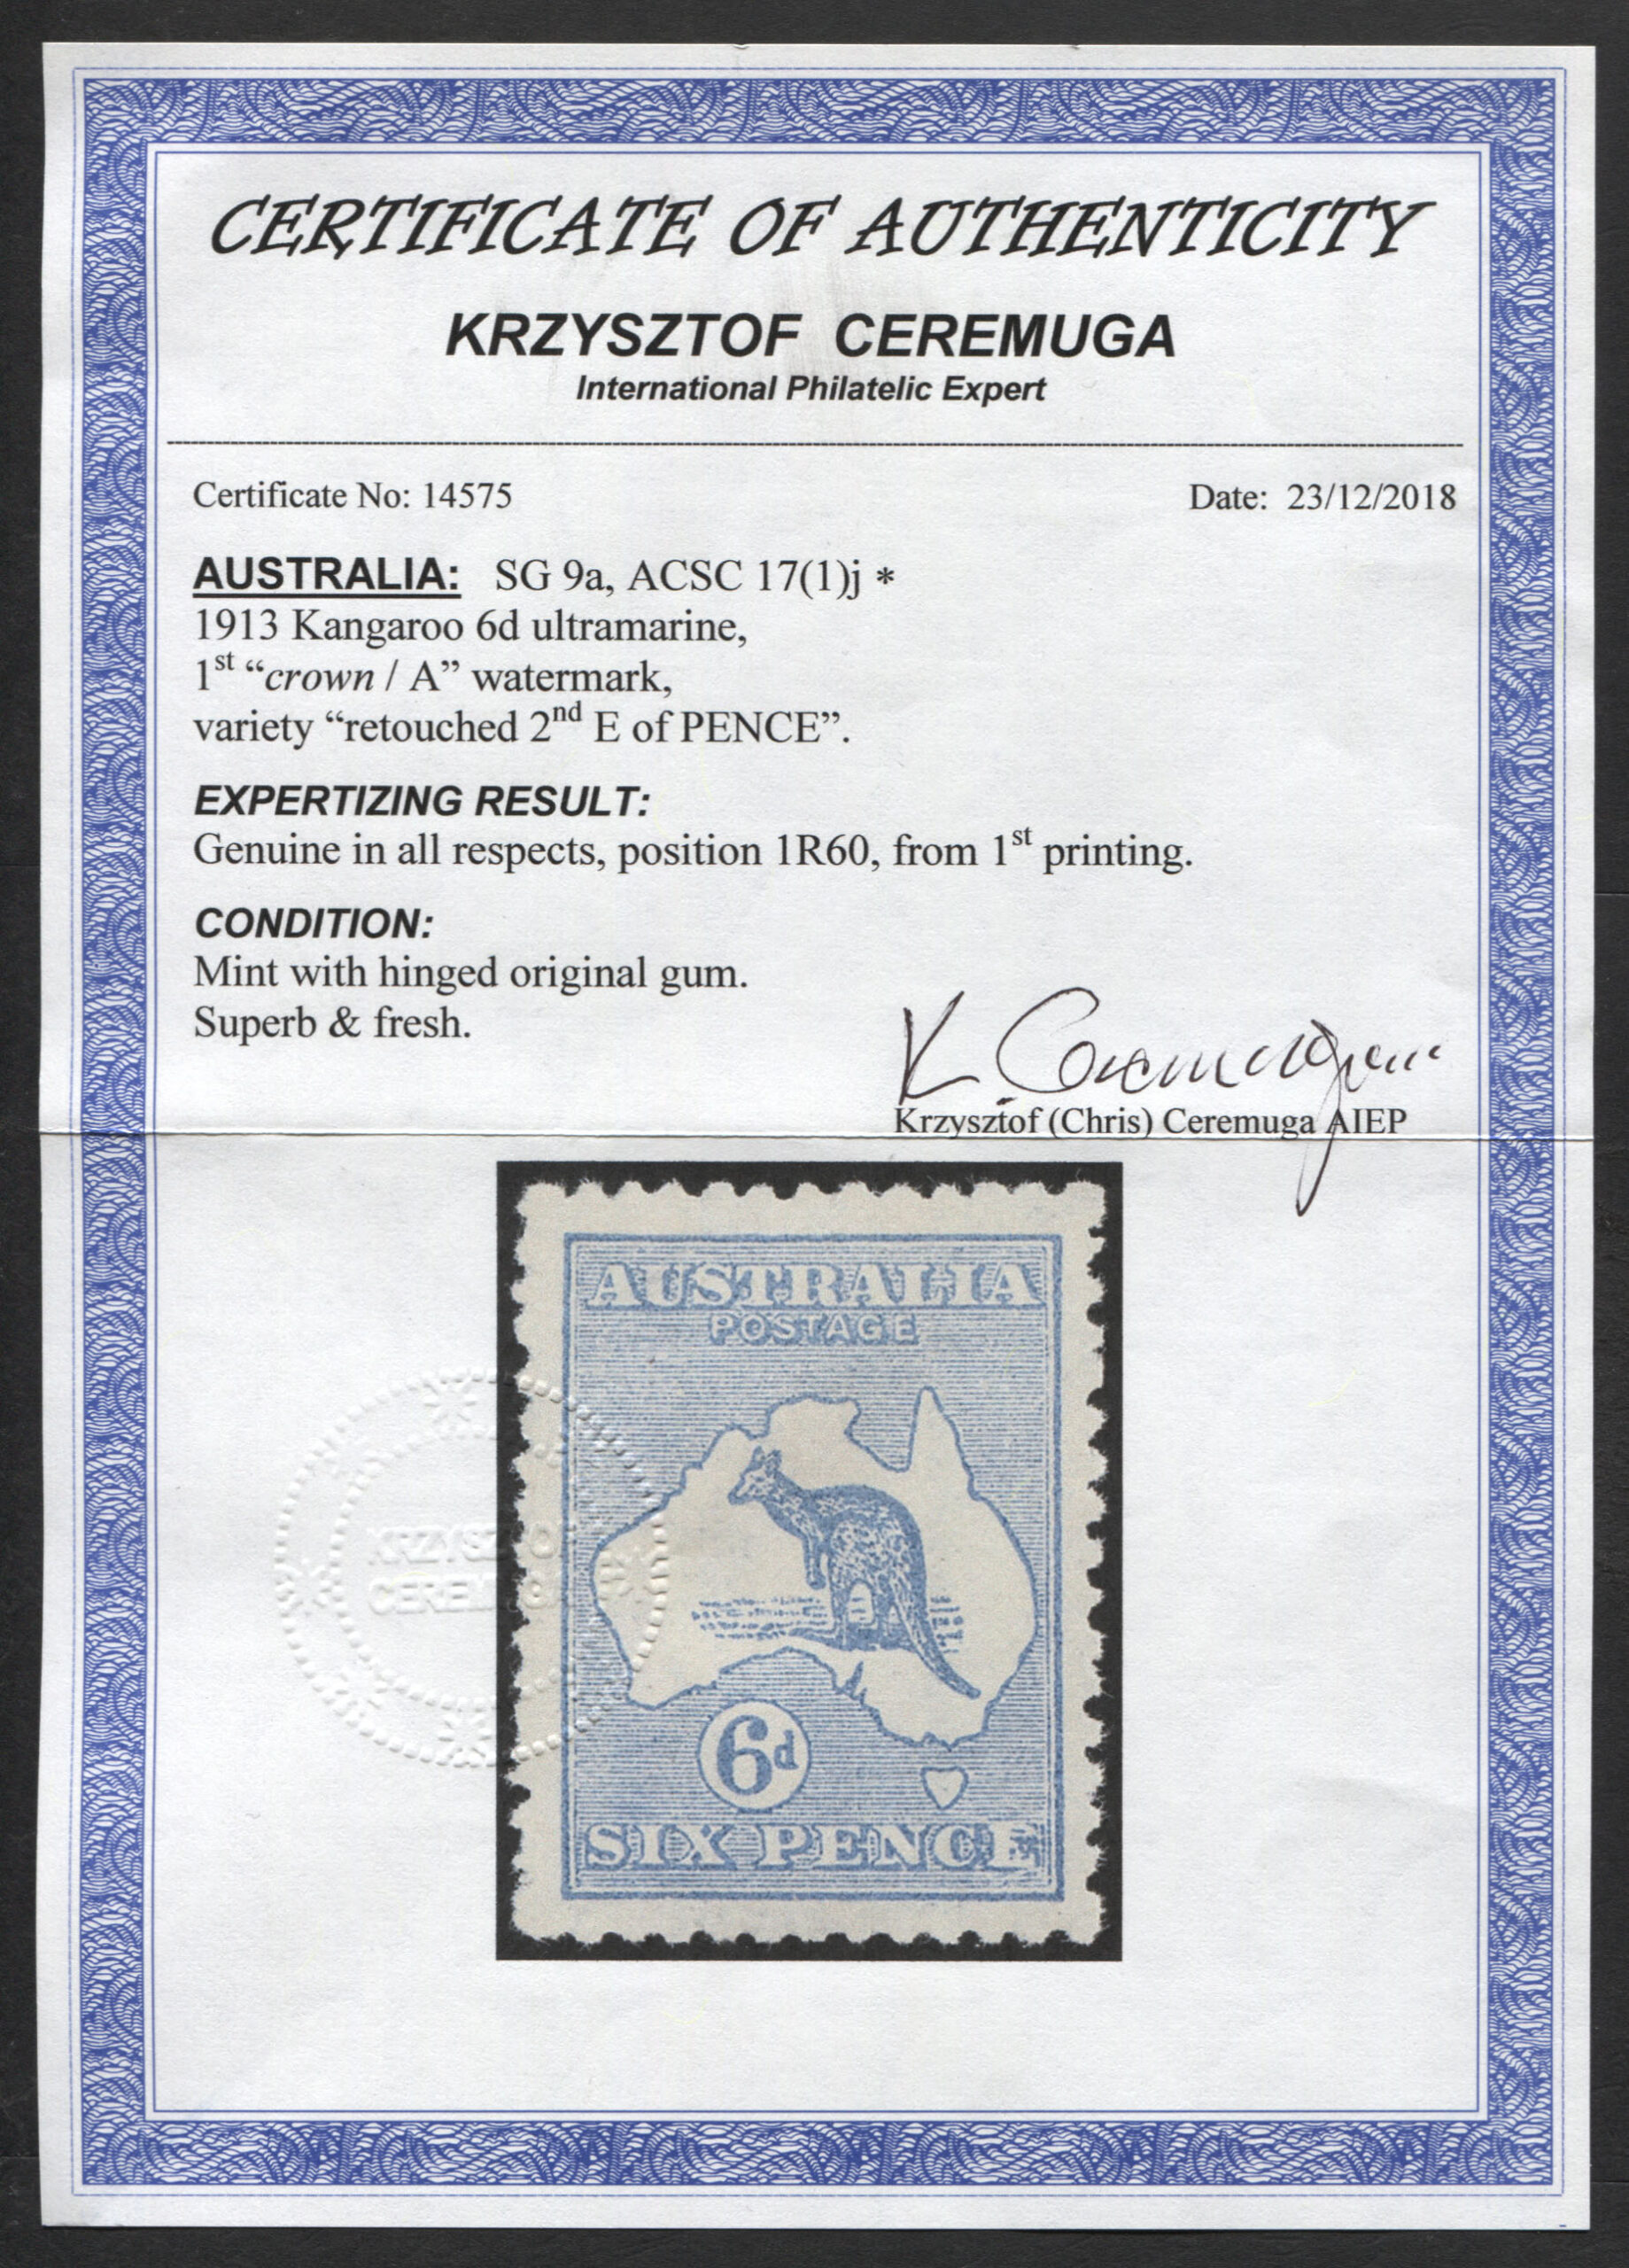 CERTIFICATE OF AUTHENTICITY
KRZYSZTOF CEREMUGA
International Philatelic Expert
Certificate No: 14575 Date: 23/12/2018
AUSTRALIA: SG 9a, ACSC 17(1)j *
1913 Kangaroo 6d ultramarine,
1st “crown / A” watermark,
variety “retouched 2nd E of PENCE”.
EXPERTIZING RESULT:
Genuine in all respects, position 1R60, from 1st printing.
CONDITION:
Mint with hinged original gum.
Superb & fresh.
K Ceremuga
Krzysztof (Chris) Ceremuga AIEP
AUSTRALIA
POSTAGE
KRZYSZTOF
CEREMUGA
6d
SIX PENCE